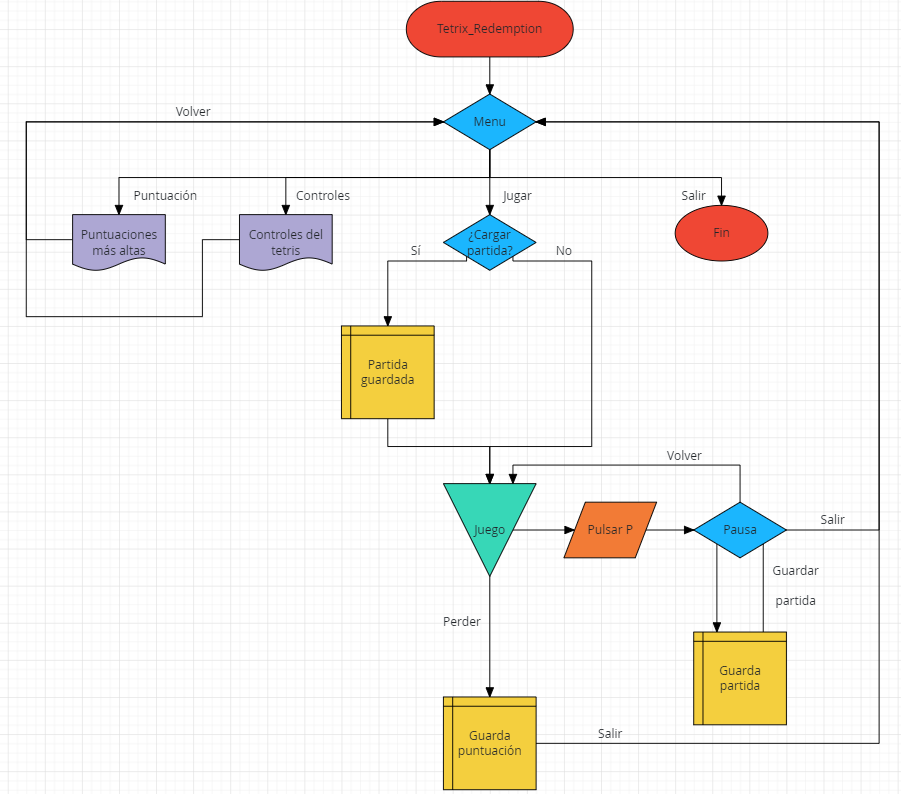 Tetrix_Redemption
Volver
Menu
Puntuación
Controles
Jugar
Salir
Puntuaciones
más altas
Controles del
tetris
¿Cargar
partida?
Fin
Sí
No
Partida
guardada
Volver
Juego
Pulsar P
Pausa
Salir
Guardar
partida
Perder
Guarda
partida
Guarda
puntuación
Salir